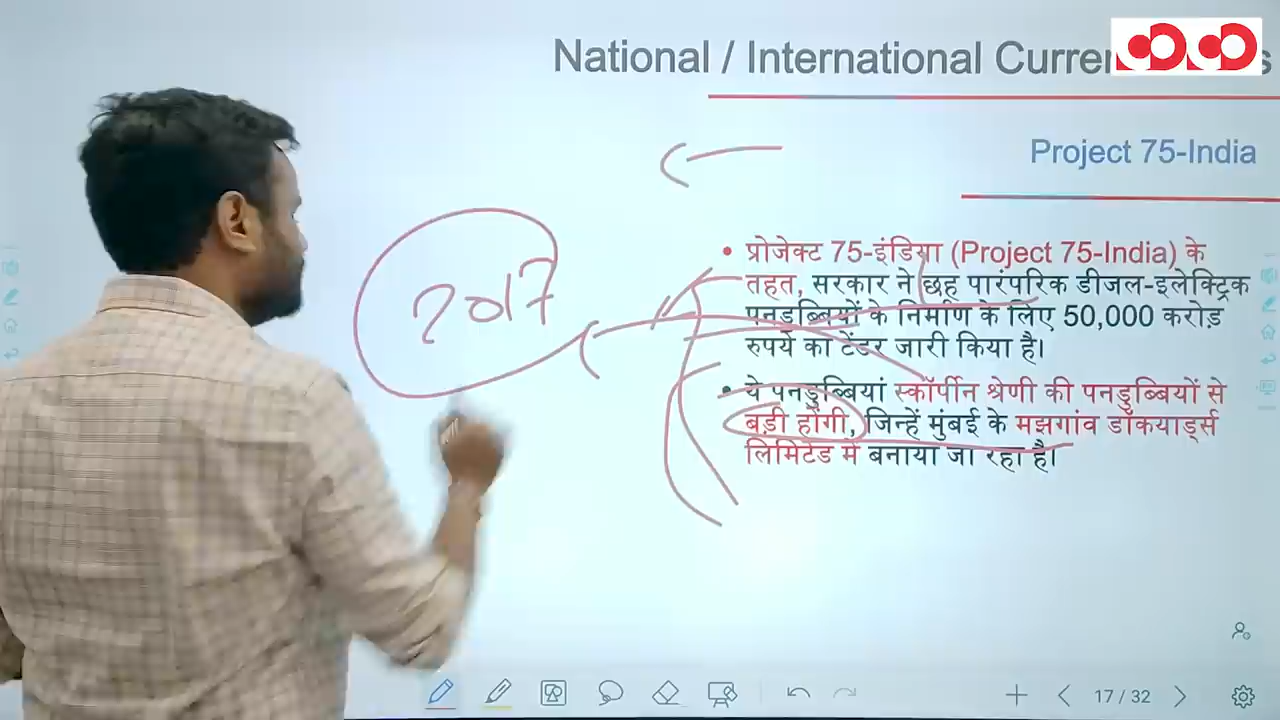 National / International Curre
s
Project 75-India
2017
• प्रोजेक्ट 75-इंडिया (Project 75-India) के
तहत, सरकार ने छह पारंपरिक डीजल-इलेक्ट्रिक
पनडुब्बियों के निर्माण के लिए 50,000 करोड़
रुपये का टेंडर जारी किया है।
• ये पनडुब्बियां स्कॉर्पीन श्रेणी की पनडुब्बियों से
बड़ी होंगी, जिन्हें मुंबई के मझगांव डॉकयार्ड्स
लिमिटेड में बनाया जा रहा है।
17 / 32